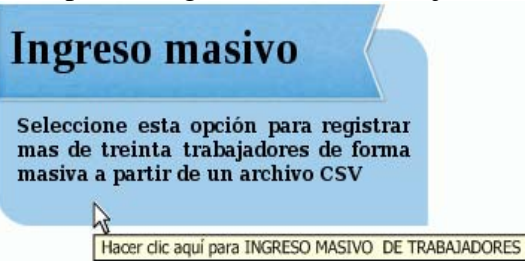 Ingreso masivo
Seleccione esta opción para registrar
mas de treinta trabajadores de forma
masiva a partir de un archivo CSV
Hacer clic aquí para INGRESO MASIVO DE TRABAJADORES